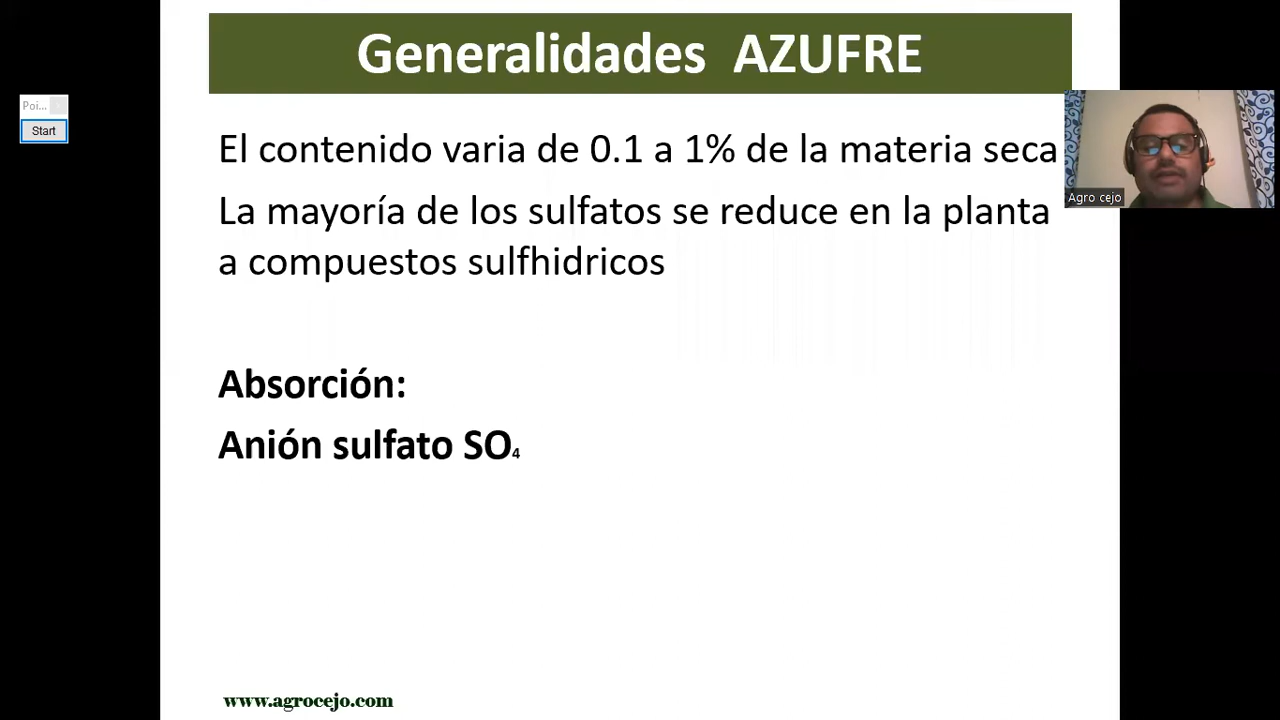 Generalidades AZUFRE
Poi...
Start
El contenido varia de 0.1 a 1% de la materia seca
Agro cejo
La mayoría de los sulfatos se reduce en la planta
a compuestos sulfhidricos
Absorción:
Anión sulfato SO₄
www.agrocejo.com